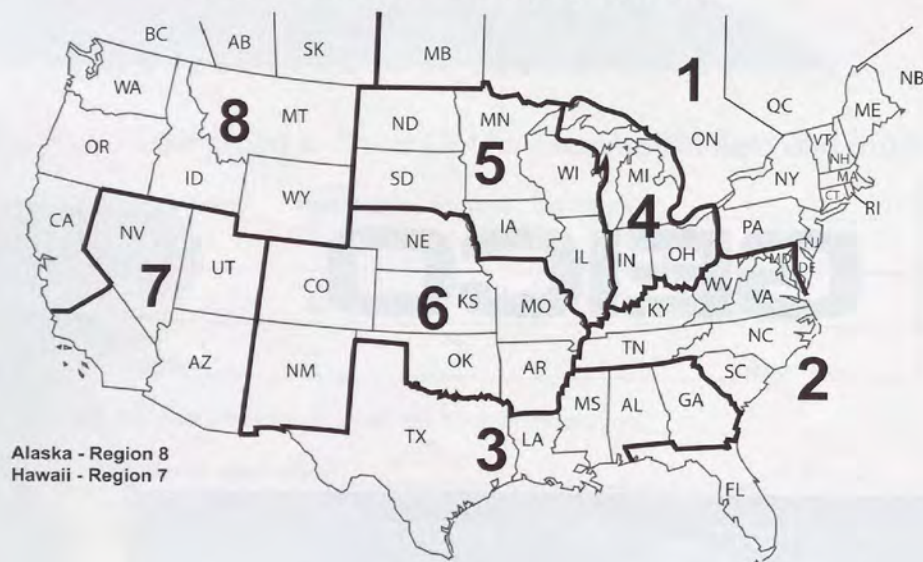 BC
AB
SK
MB
1
NB
QC
ME
WA
MT
ND
MN
ON
VT
NH
8
OR
ID
SD
5
WI
MI
NY
MA
CT
RI
WY
4
CA
NV
IA
PA
NJ
NE
IL
IN
OH
MD
DE
UT
WV
7
CO
KS
MO
KY
VA
6
NC
TN
AZ
NM
OK
AR
SC
2
MS
AL
GA
TX
3
LA
Alaska - Region 8
Hawaii - Region 7
FL